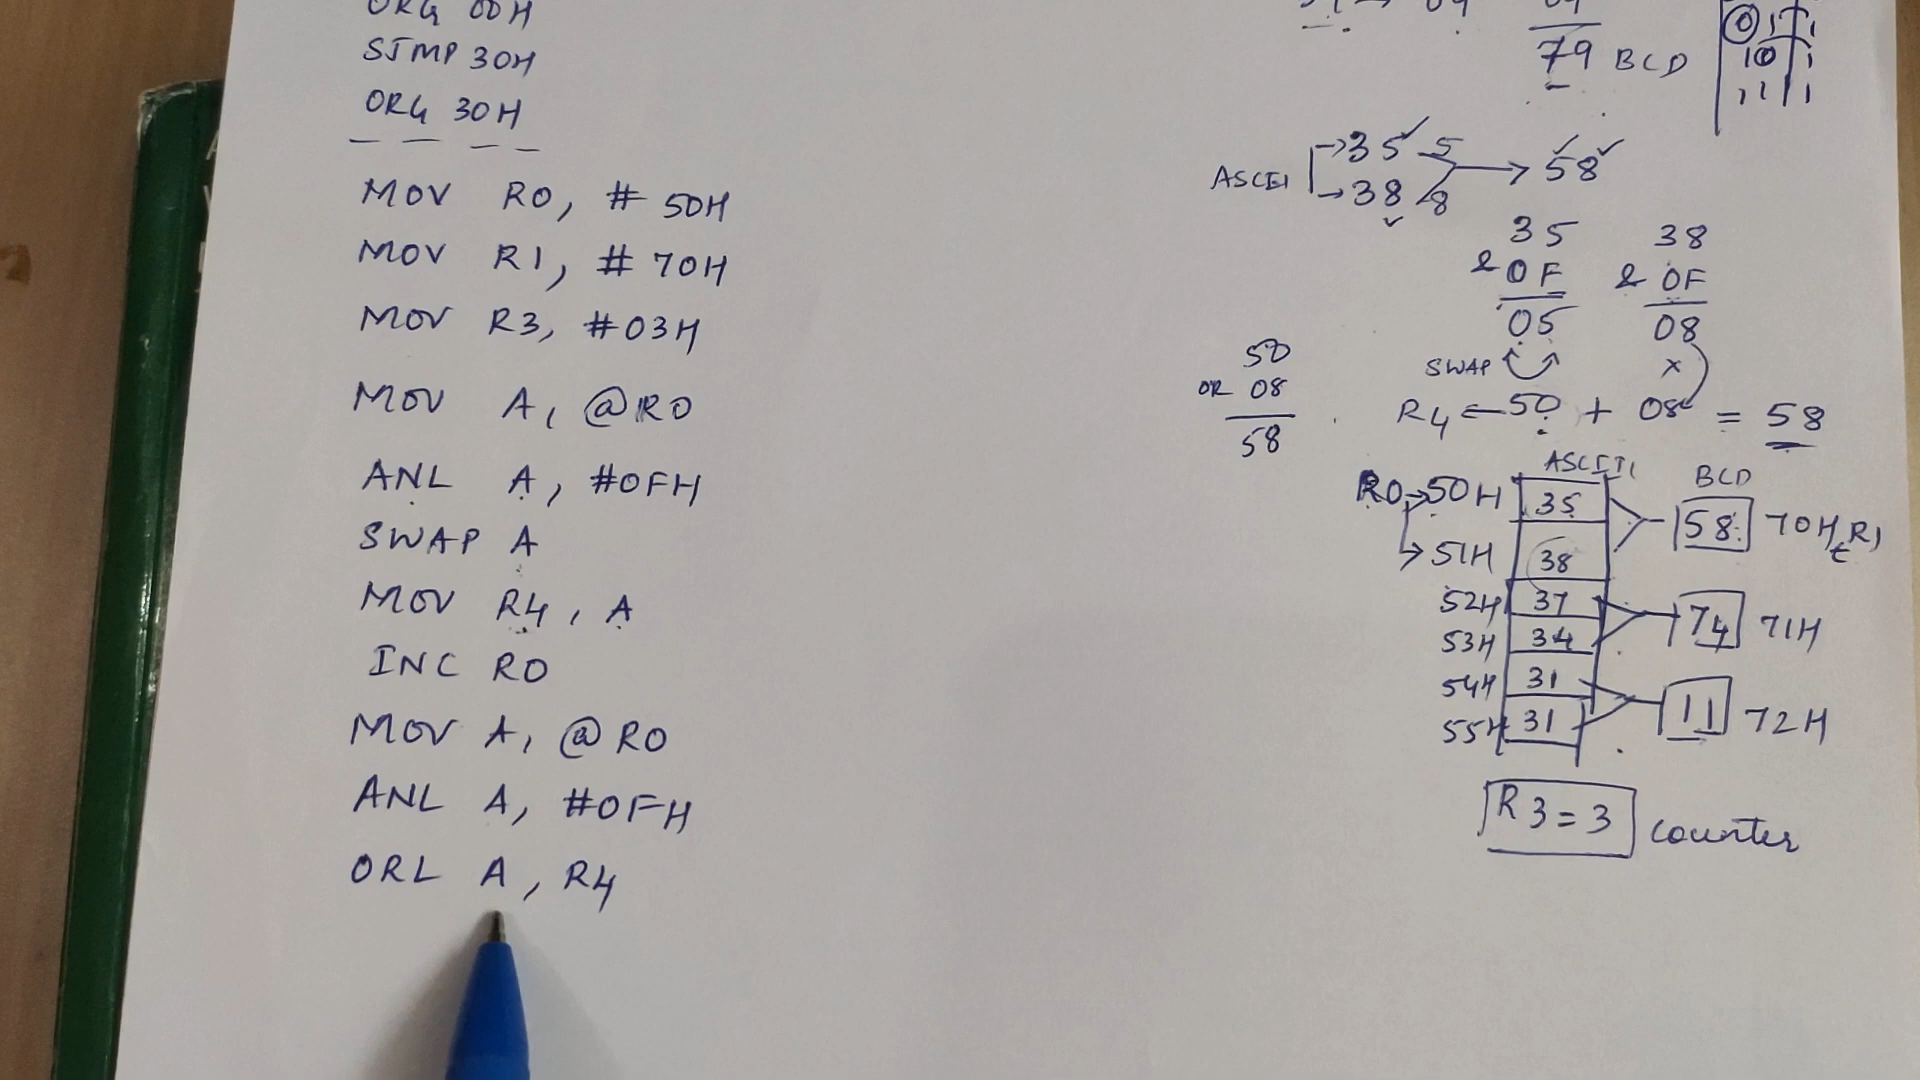 ORG 00H
SJMP 30H
ORG 30H
MOV R0, # 50H
MOV R1, # 70H
MOV R3, #03H
MOV A, @R0
ANL A, #0FH
SWAP A
MOV R4, A
INC R0
MOV A, @R0
ANL A, #0FH
ORL A, R4
79 BCD
ASCII → 35 5 → 58
→ 38 8
35 38
& 0F & 0F
05 08
SWAP x
50
OR 08
58
R4 ← 50 + 08 = 58
ASCII BCD
R0 → 50H 35 58 70H ← R1
→ 51H 38
52H 37 74 71H
53H 34
54H 31 11 72H
55H 31
R3 = 3 counter